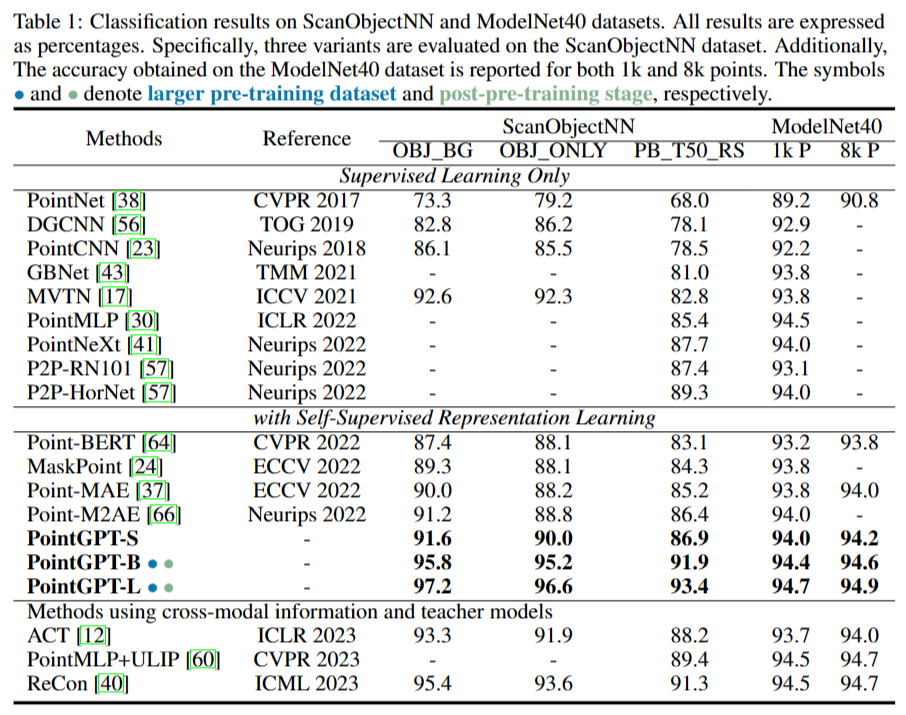 Table 1: Classification results on ScanObjectNN and ModelNet40 datasets. All results are expressed
as percentages. Specifically, three variants are evaluated on the ScanObjectNN dataset. Additionally,
The accuracy obtained on the ModelNet40 dataset is reported for both 1k and 8k points. The symbols
● and ● denote larger pre-training dataset and post-pre-training stage, respectively.
Methods Reference ScanObjectNN ModelNet40
OBJ_BG OBJ_ONLY PB_T50_RS 1k P 8k P
Supervised Learning Only
PointNet [38] CVPR 2017 73.3 79.2 68.0 89.2 90.8
DGCNN [56] TOG 2019 82.8 86.2 78.1 92.9 -
PointCNN [23] Neurips 2018 86.1 85.5 78.5 92.2 -
GBNet [43] TMM 2021 - - 81.0 93.8 -
MVTN [17] ICCV 2021 92.6 92.3 82.8 93.8 -
PointMLP [30] ICLR 2022 - - 85.4 94.5 -
PointNeXt [41] Neurips 2022 - - 87.7 94.0 -
P2P-RN101 [57] Neurips 2022 - - 87.4 93.1 -
P2P-HorNet [57] Neurips 2022 - - 89.3 94.0 -
with Self-Supervised Representation Learning
Point-BERT [64] CVPR 2022 87.4 88.1 83.1 93.2 93.8
MaskPoint [24] ECCV 2022 89.3 88.1 84.3 93.8 -
Point-MAE [37] ECCV 2022 90.0 88.2 85.2 93.8 94.0
Point-M2AE [66] Neurips 2022 91.2 88.8 86.4 94.0 -
PointGPT-S - 91.6 90.0 86.9 94.0 94.2
PointGPT-B ● ● - 95.8 95.2 91.9 94.4 94.6
PointGPT-L ● ● - 97.2 96.6 93.4 94.7 94.9
Methods using cross-modal information and teacher models
ACT [12] ICLR 2023 93.3 91.9 88.2 93.7 94.0
PointMLP+ULIP [60] CVPR 2023 - - 89.4 94.5 94.7
ReCon [40] ICML 2023 95.4 93.6 91.3 94.5 94.7